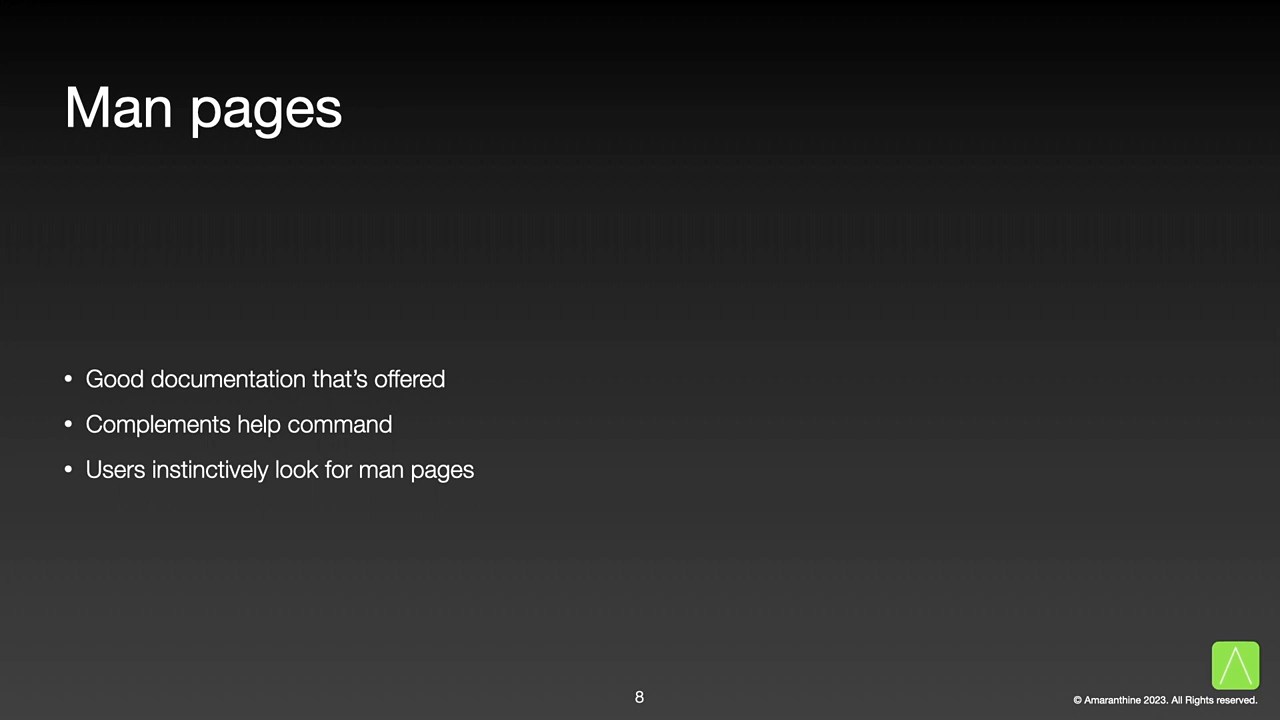 Man pages
• Good documentation that’s offered
• Complements help command
• Users instinctively look for man pages
8
© Amaranthine 2023. All Rights reserved.